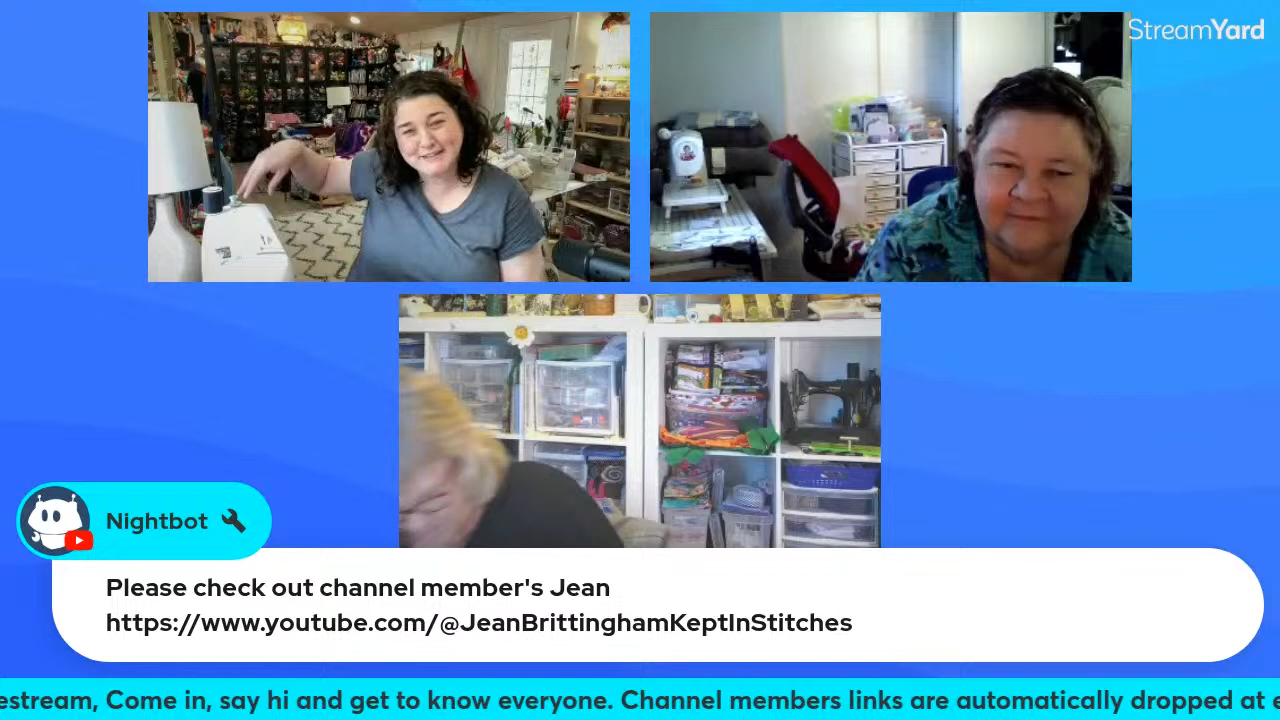 StreamYard
Nightbot
Please check out channel member's Jean
https://www.youtube.com/@JeanBrittinghamKeptInStitches
estream, Come in, say hi and get to know everyone. Channel members links are automatically dropped at